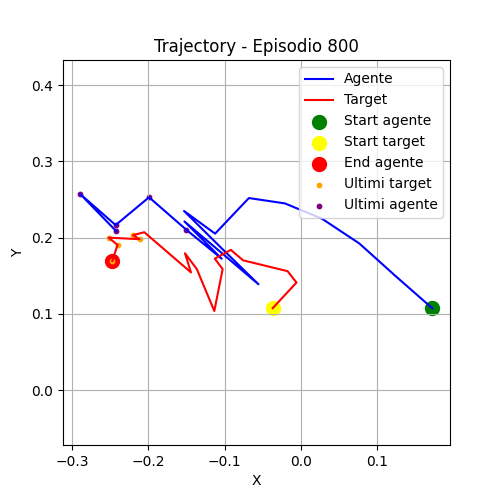 Trajectory - Episodio 800
Agente
Target
Start agente
Start target
End agente
Ultimi target
Ultimi agente
0.4
0.3
0.2
0.1
0.0
Y
−0.3 −0.2 −0.1 0.0 0.1
X